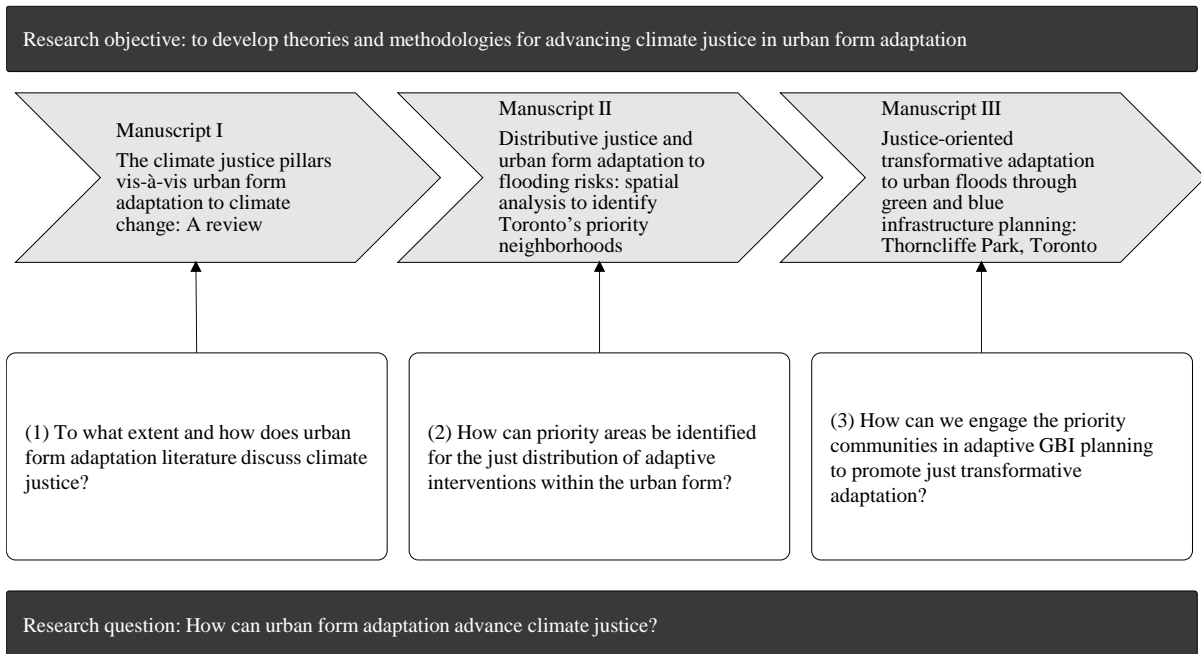 Research objective: to develop theories and methodologies for advancing climate justice in urban form adaptation
Manuscript I
The climate justice pillars
vis-à-vis urban form
adaptation to climate
change: A review
Manuscript II
Distributive justice and
urban form adaptation to
flooding risks: spatial
analysis to identify
Toronto’s priority
neighborhoods
Manuscript III
Justice-oriented
transformative adaptation
to urban floods through
green and blue
infrastructure planning:
Thorncliffe Park, Toronto
(1) To what extent and how does urban
form adaptation literature discuss climate
justice?
(2) How can priority areas be identified
for the just distribution of adaptive
interventions within the urban form?
(3) How can we engage the priority
communities in adaptive GBI planning
to promote just transformative
adaptation?
Research question: How can urban form adaptation advance climate justice?